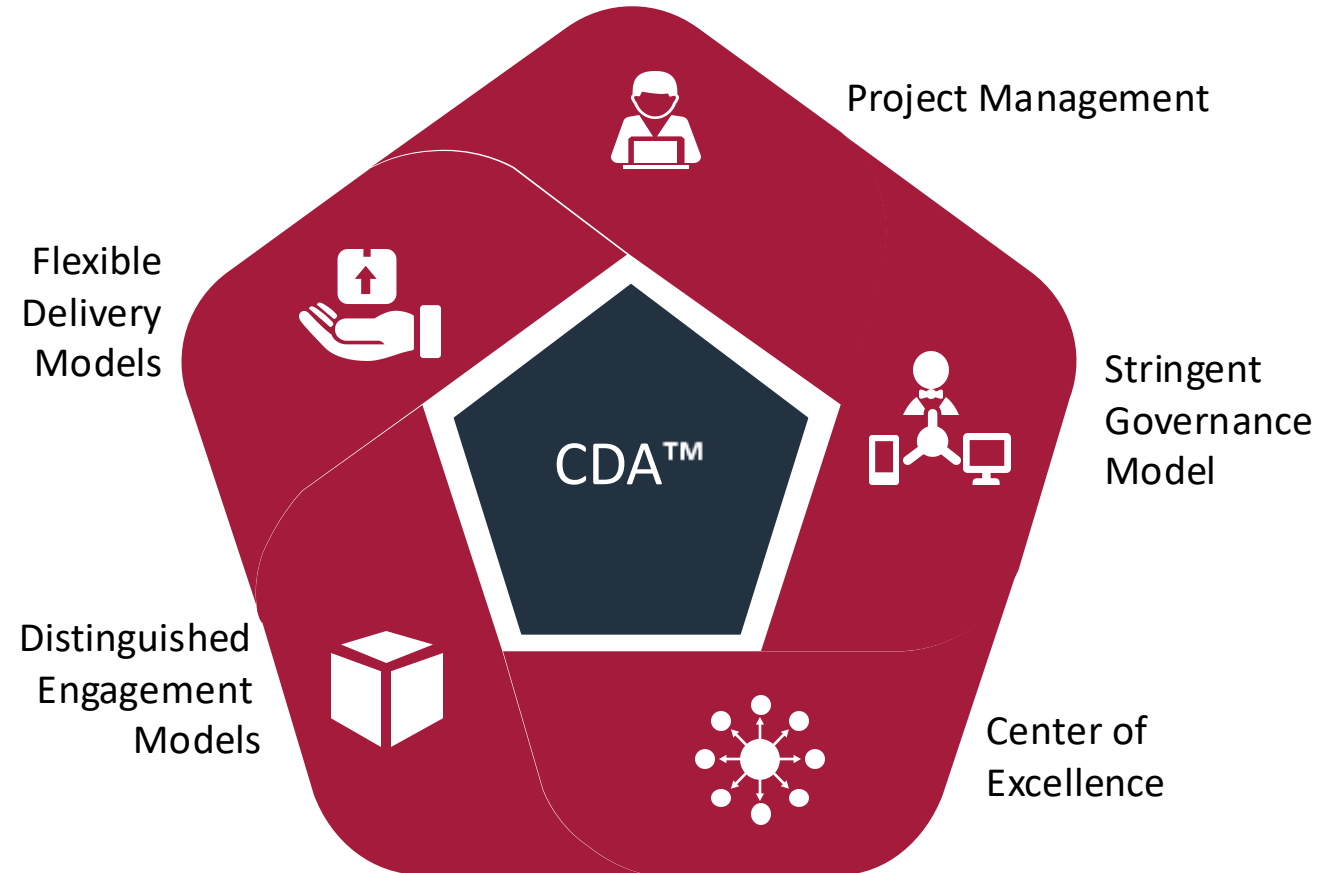 Project Management
Flexible
Delivery
Models
Stringent
Governance
Model
CDA™
Distinguished
Engagement
Models
Center of
Excellence